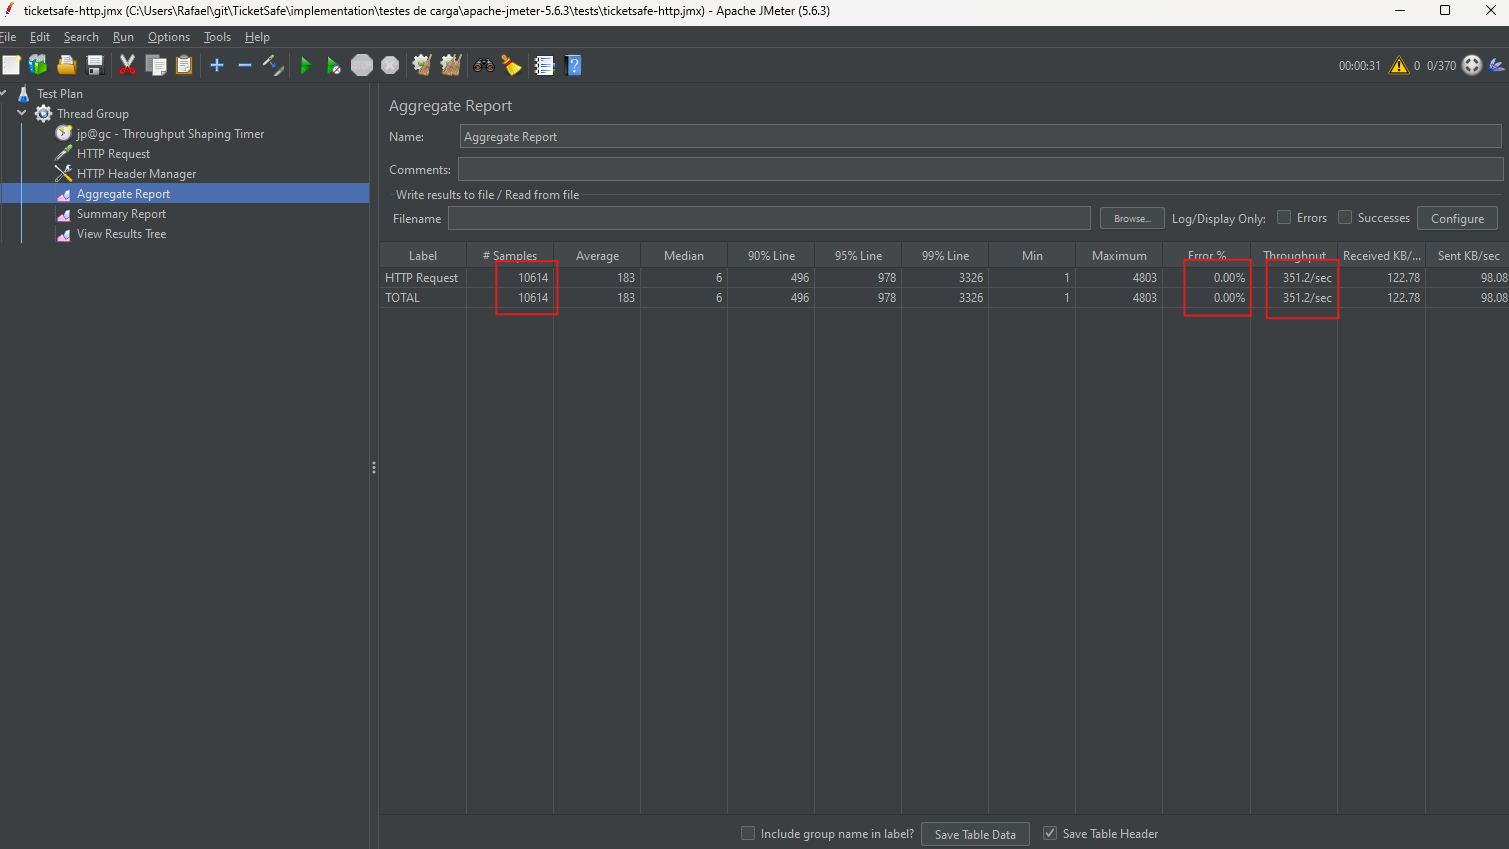 ticketsafe-http.jmx (C:\Users\Rafael\git\TicketSafe\implementation\testes de carga\apache-jmeter-5.6.3\tests\ticketsafe-http.jmx) - Apache JMeter (5.6.3)
File Edit Search Run Options Tools Help
STOP 00:00:31 0 0/370
Test Plan
Thread Group
jp@gc - Throughput Shaping Timer
HTTP Request
HTTP Header Manager
Aggregate Report
Summary Report
View Results Tree
Aggregate Report
Name: Aggregate Report
Comments:
Write results to file / Read from file
Filename Browse... Log/Display Only: Errors Successes Configure
Label # Samples Average Median 90% Line 95% Line 99% Line Min Maximum Error % Throughput Received KB/... Sent KB/sec
HTTP Request 10614 183 6 496 978 3326 1 4803 0.00% 351.2/sec 122.78 98.08
TOTAL 10614 183 6 496 978 3326 1 4803 0.00% 351.2/sec 122.78 98.08
Include group name in label? Save Table Data Save Table Header